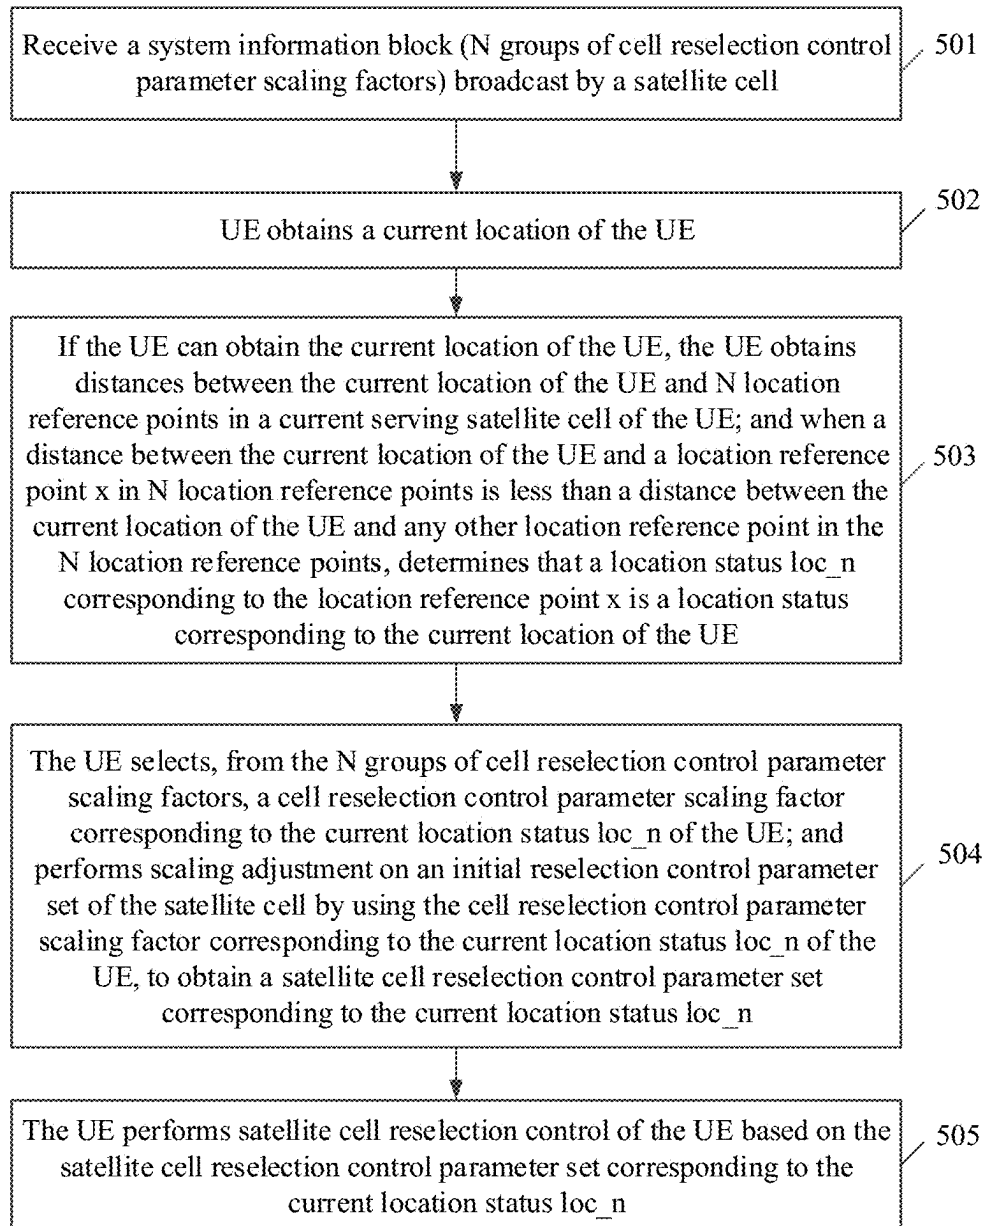 Receive a system information block (N groups of cell reselection control
parameter scaling factors) broadcast by a satellite cell
501
UE obtains a current location of the UE
502
If the UE can obtain the current location of the UE, the UE obtains
distances between the current location of the UE and N location
reference points in a current serving satellite cell of the UE; and when a
distance between the current location of the UE and a location reference
point x in N location reference points is less than a distance between the
current location of the UE and any other location reference point in the
N location reference points, determines that a location status loc_n
corresponding to the location reference point x is a location status
corresponding to the current location of the UE
503
The UE selects, from the N groups of cell reselection control parameter
scaling factors, a cell reselection control parameter scaling factor
corresponding to the current location status loc_n of the UE; and
performs scaling adjustment on an initial reselection control parameter
set of the satellite cell by using the cell reselection control parameter
scaling factor corresponding to the current location status loc_n of the
UE, to obtain a satellite cell reselection control parameter set
corresponding to the current location status loc_n
504
The UE performs satellite cell reselection control of the UE based on the
satellite cell reselection control parameter set corresponding to the
current location status loc_n
505